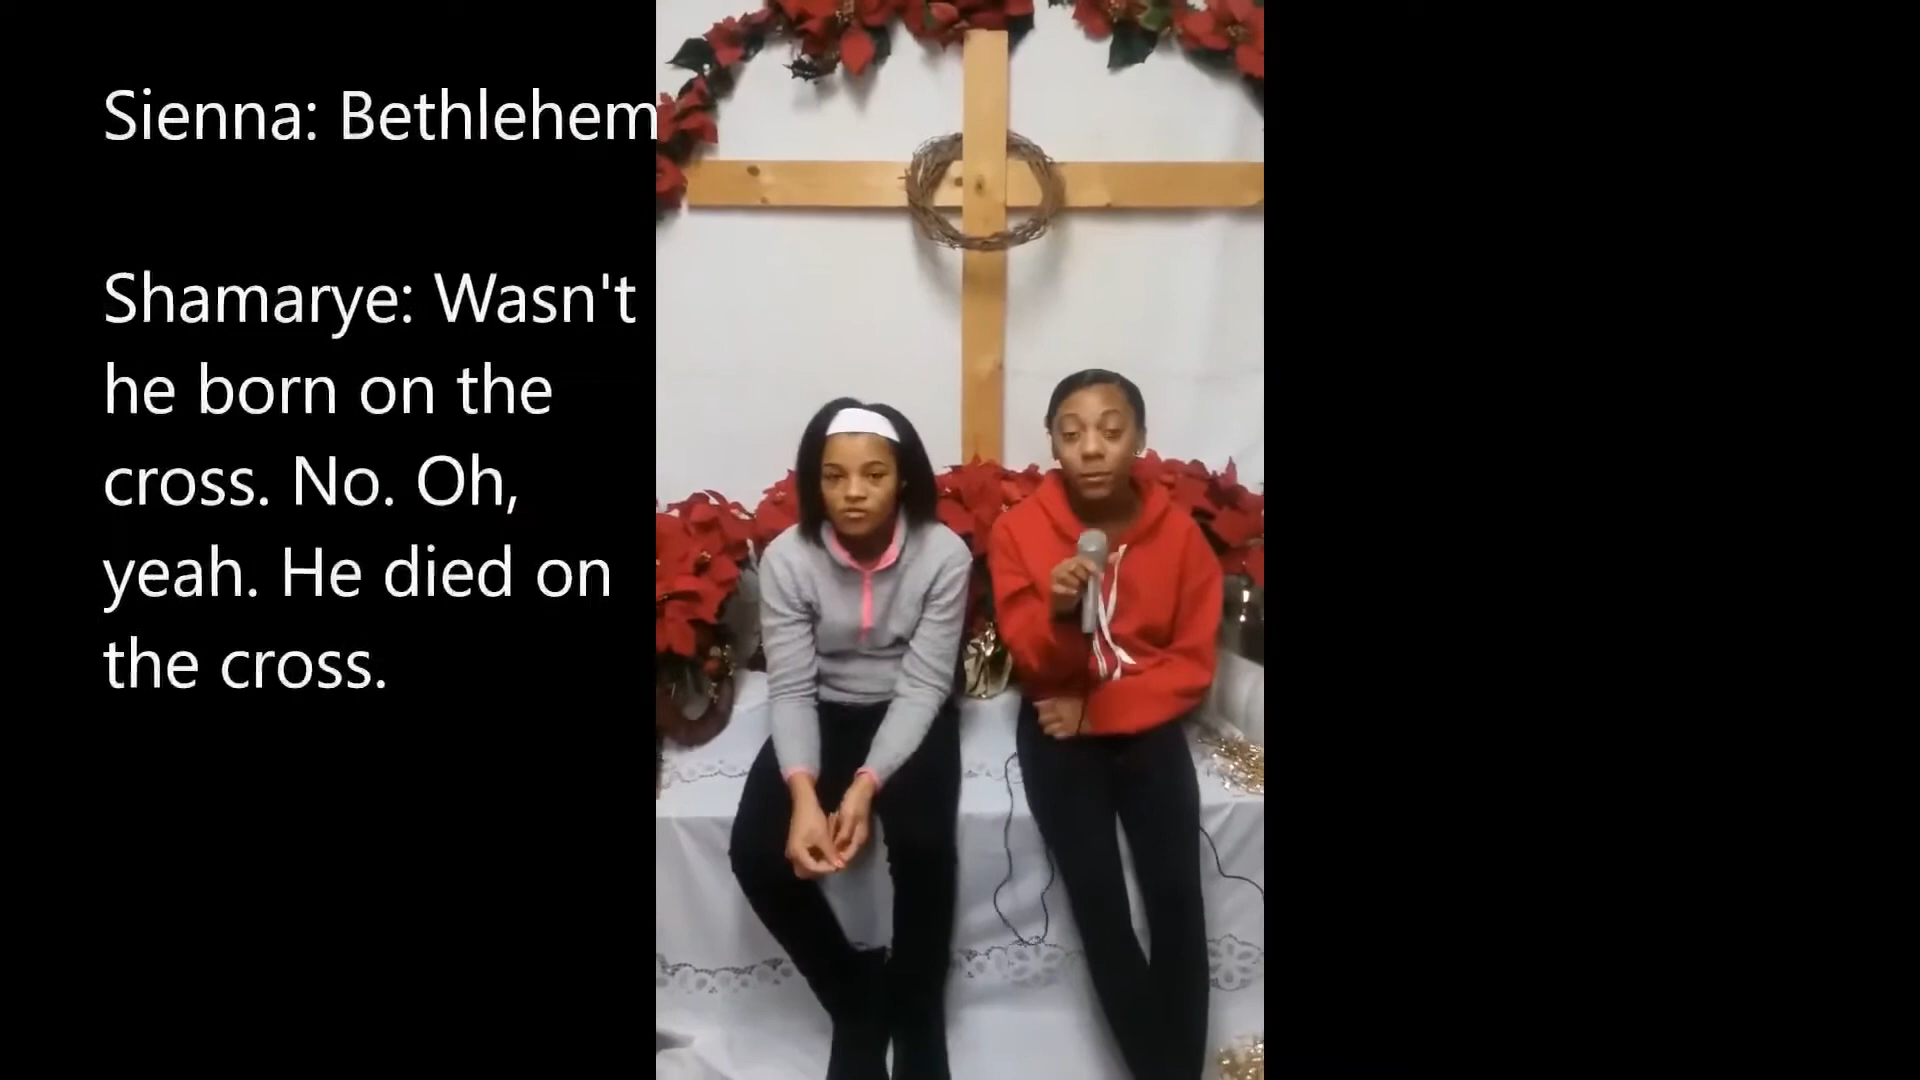 Sienna: Bethlehem
Shamarye: Wasn't
he born on the
cross. No. Oh,
yeah. He died on
the cross.